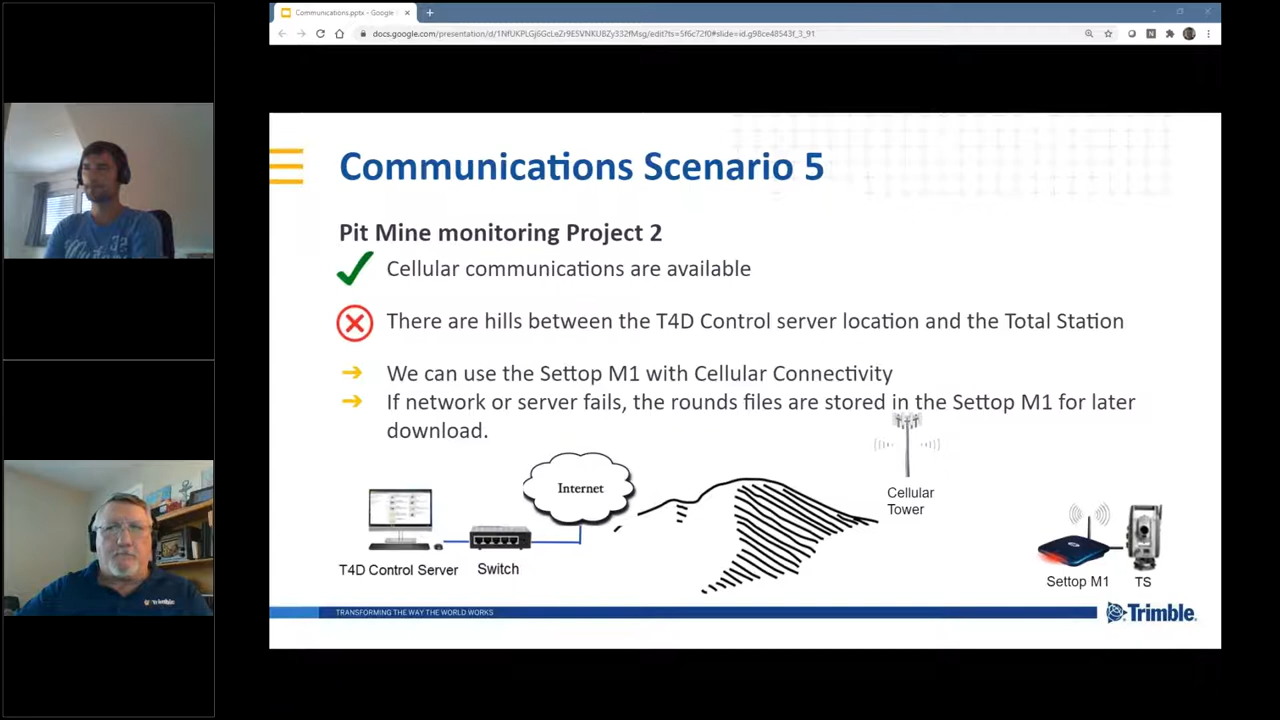 Communications.pptx - Google
docs.google.com/presentation/d/1NfUKPLGj6GcLeZr9E5VNKUBZy332fMsg/edit?ts=5f6c72f0#slide=id.g98ce48543f_3_91
Communications Scenario 5
Pit Mine monitoring Project 2
Cellular communications are available
There are hills between the T4D Control server location and the Total Station
We can use the Settop M1 with Cellular Connectivity
If network or server fails, the rounds files are stored in the Settop M1 for later
download.
Internet
Cellular
Tower
T4D Control Server
Switch
Settop M1
TS
TRANSFORMING THE WAY THE WORLD WORKS
Trimble